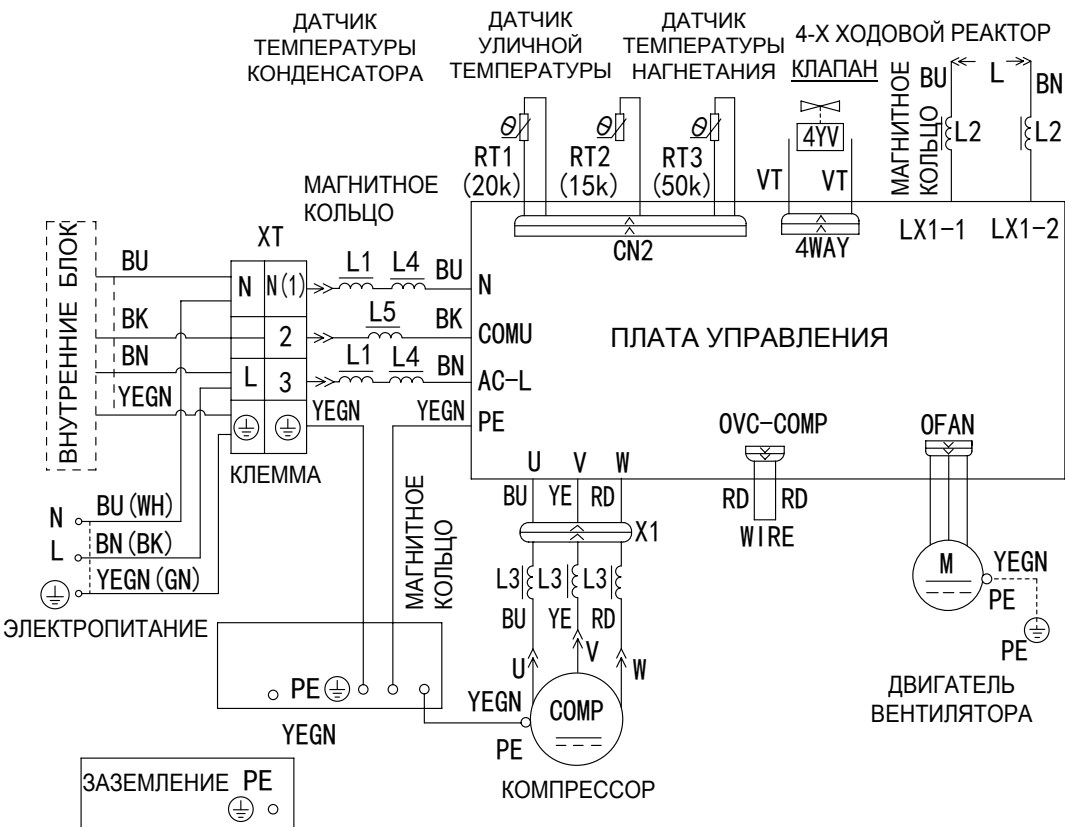 ДАТЧИК
ТЕМПЕРАТУРЫ
КОНДЕНСАТОРА
ДАТЧИК
УЛИЧНОЙ
ТЕМПЕРАТУРЫ
ДАТЧИК
ТЕМПЕРАТУРЫ
НАГНЕТАНИЯ
4-Х ХОДОВОЙ РЕАКТОР
КЛАПАН
BU L BN
МАГНИТНОЕ
КОЛЬЦО
L2 L2
θ θ θ
RT1
(20k)
RT2
(15k)
RT3
(50k)
4YV
VT VT
CN2
4WAY
LX1-1 LX1-2
МАГНИТНОЕ
КОЛЬЦО
ВНУТРЕННИЕ БЛОК
XT
BU
BK
BN
YEGN
N N(1)
2
L 3
КЛЕММА
L1 L4 BU N
L5 BK COMU
L1 L4 BN AC-L
YEGN YEGN PE
ПЛАТА УПРАВЛЕНИЯ
OVC-COMP
RD RD
WIRE
OFAN
M
YEGN
PE
PE
ДВИГАТЕЛЬ
ВЕНТИЛЯТОРА
U V W
BU YE RD
X1
L3 L3 L3
BU YE RD
U V W
COMP
YEGN
PE
КОМПРЕССОР
МАГНИТНОЕ
КОЛЬЦО
N BU(WH)
L BN(BK)
YEGN(GN)
ЭЛЕКТРОПИТАНИЕ
PE
YEGN
ЗАЗЕМЛЕНИЕ PE